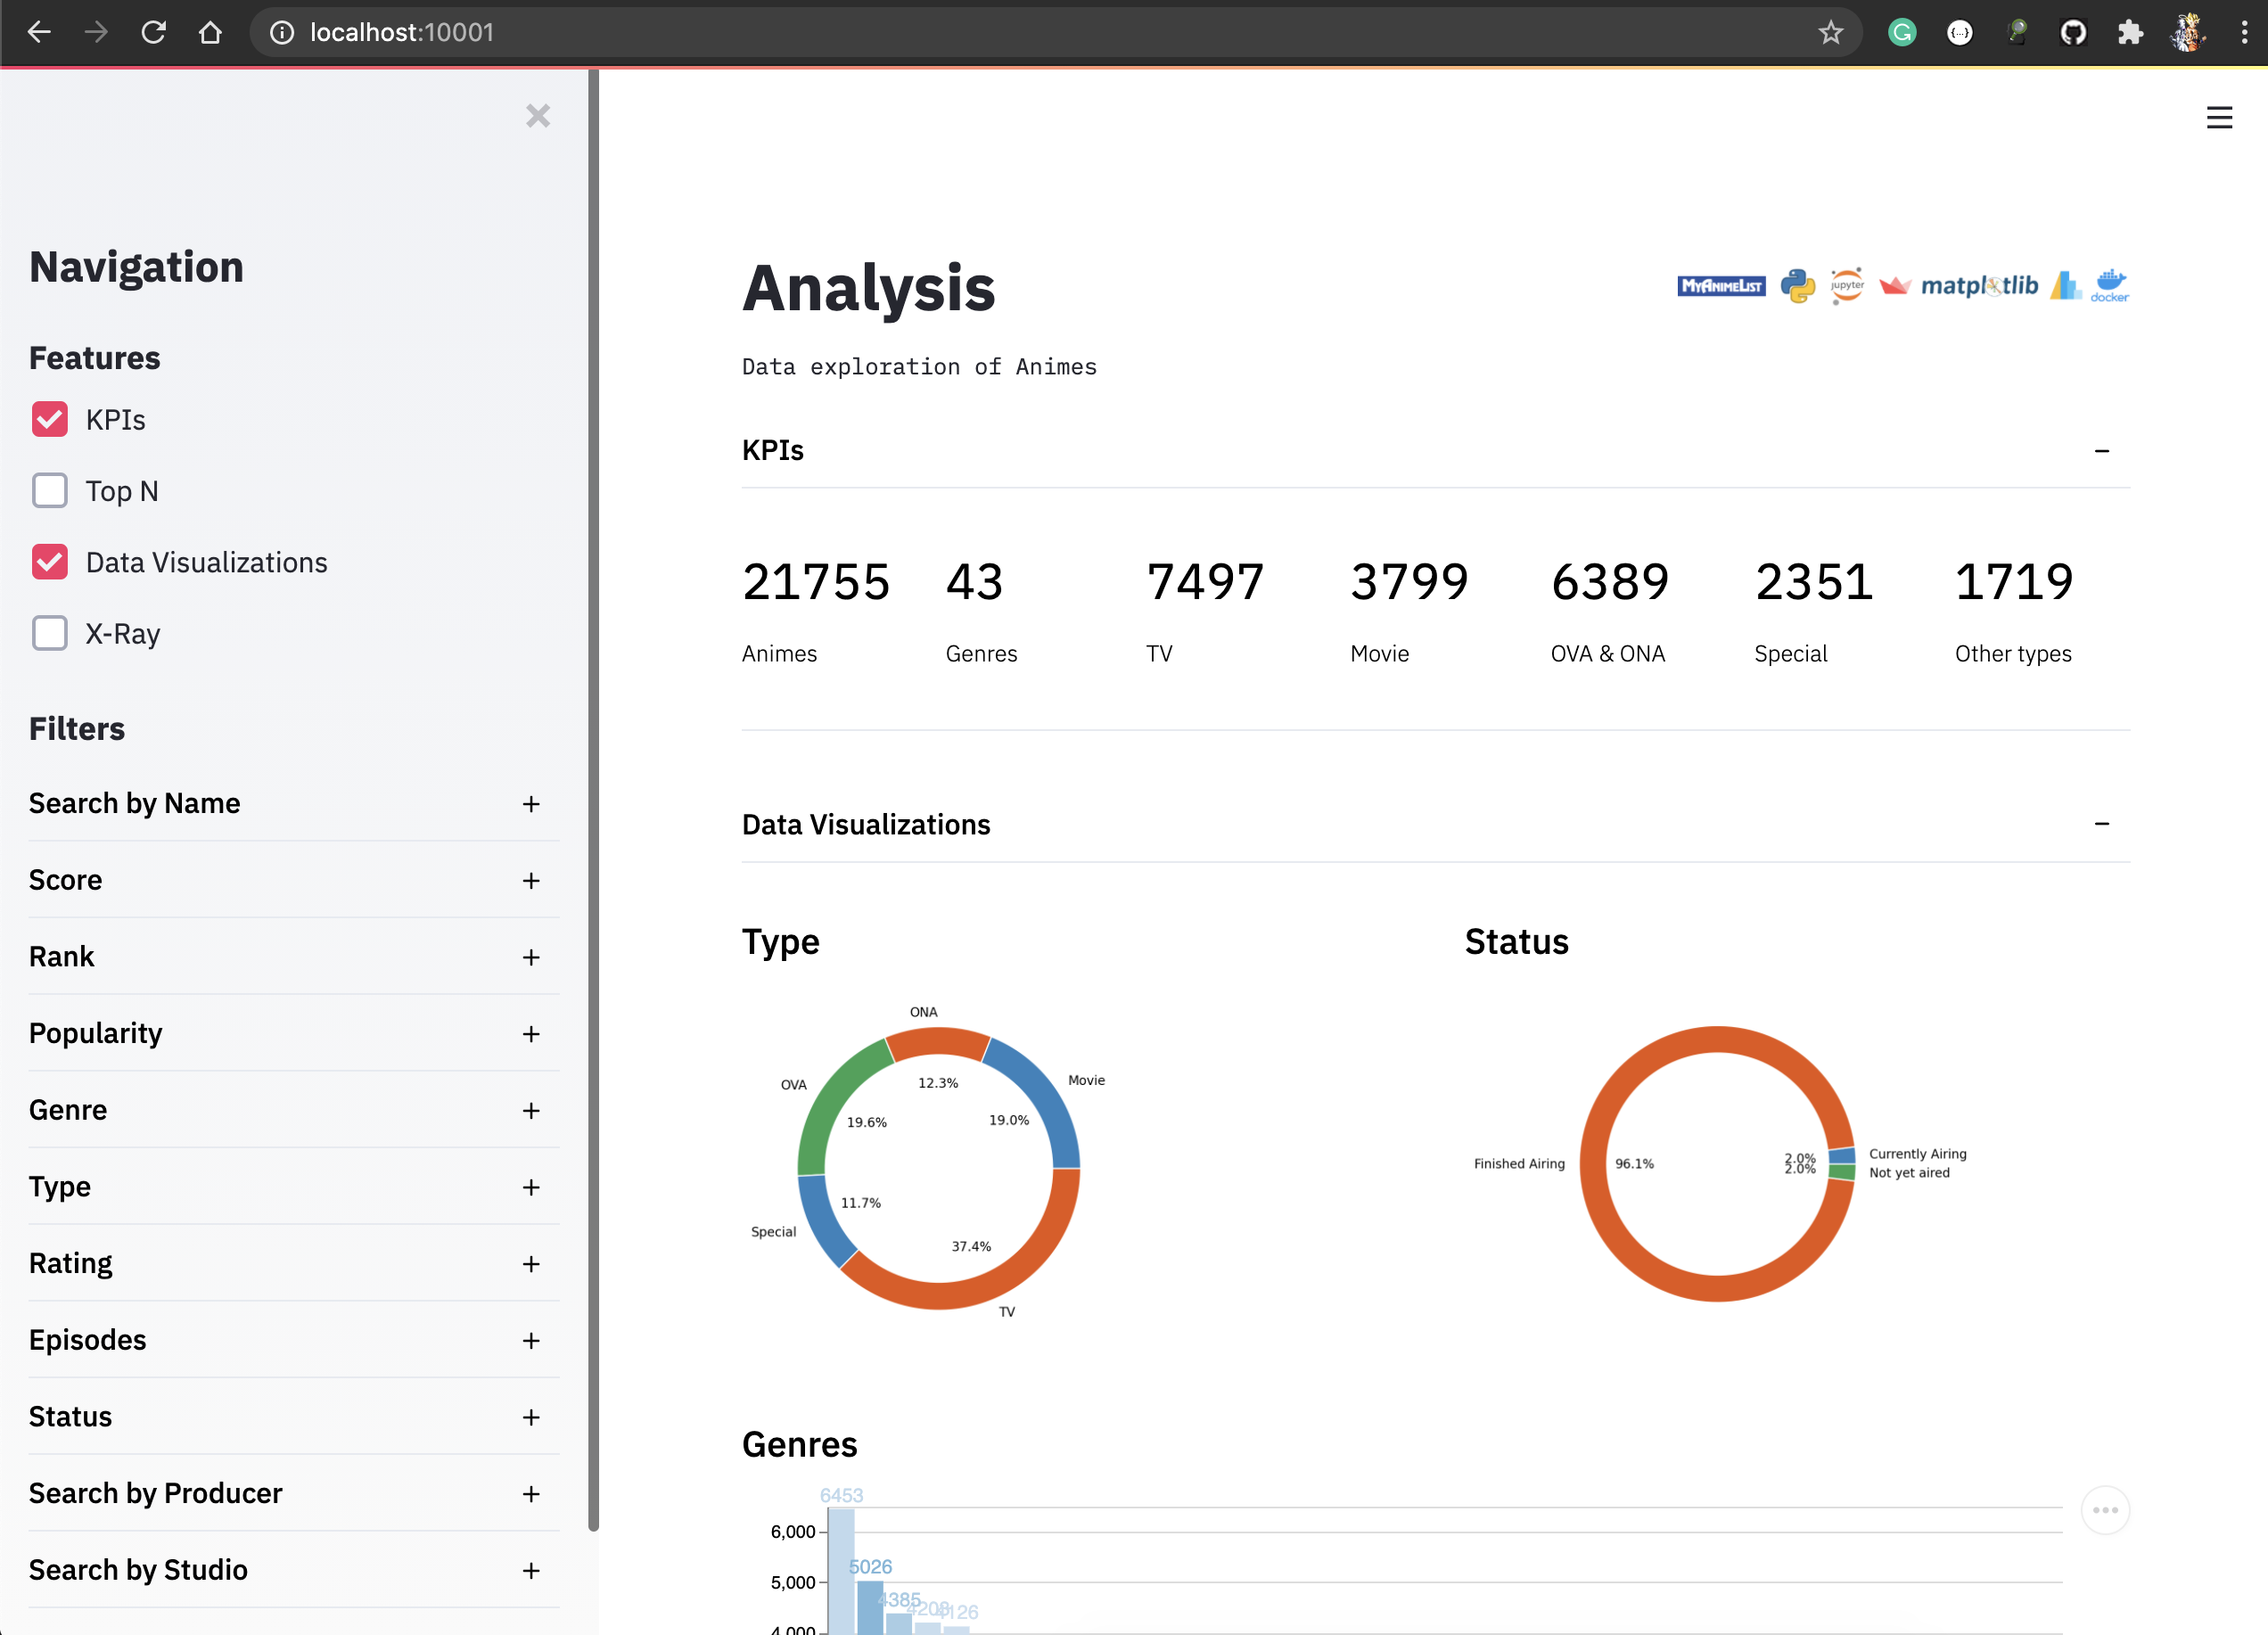 localhost:10001
Navigation
Features
KPIs
Top N
Data Visualizations
X-Ray
Filters
Search by Name
Score
Rank
Popularity
Genre
Type
Rating
Episodes
Status
Search by Producer
Search by Studio
Analysis
MyAnimeList jupyter matplotlib docker
Data exploration of Animes
KPIs
21755 43 7497 3799 6389 2351 1719
Animes Genres TV Movie OVA & ONA Special Other types
Data Visualizations
Type
ONA
Movie
OVA
12.3%
19.6%
19.0%
11.7%
Special
37.4%
TV
Status
Finished Airing
96.1%
2.0%
2.0%
Currently Airing
Not yet aired
Genres
6453
6,000
5026
5,000
4385
4208
4126
4,000